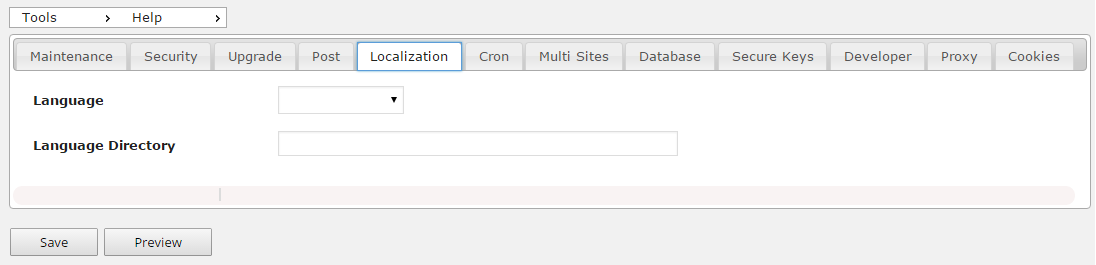 Tools Help
Maintenance Security Upgrade Post Localization Cron Multi Sites Database Secure Keys Developer Proxy Cookies
Language
Language Directory
Save Preview